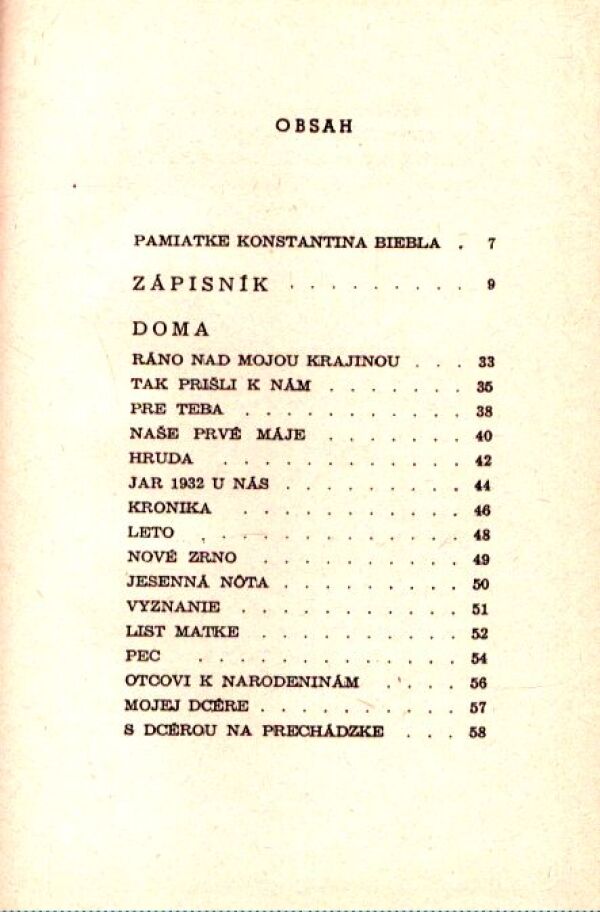 OBSAH
PAMIATKE KONSTANTINA BIEBLA . 7
ZÁPISNÍK . . . . . . . . . 9
DOMA
RÁNO NAD MOJOU KRAJINOU . . . 33
TAK PRIŠLI K NÁM . . . . . . . 35
PRE TEBA . . . . . . . . . . . 38
NAŠE PRVÉ MÁJE . . . . . . . 40
HRUDA . . . . . . . . . . . . 42
JAR 1932 U NÁS . . . . . . . . . 44
KRONIKA . . . . . . . . . . . 46
LETO . . . . . . . . . . . . . 48
NOVÉ ZRNO . . . . . . . . . . 49
JESENNÁ NÔTA . . . . . . . . . 50
VYZNANIE . . . . . . . . . . . 51
LIST MATKE . . . . . . . . . . 52
PEC . . . . . . . . . . . . . 54
OTCOVI K NARODENINÁM . . . . 56
MOJEJ DCÉRE . . . . . . . . . . 57
S DCÉROU NA PRECHÁDZKE . . . 58